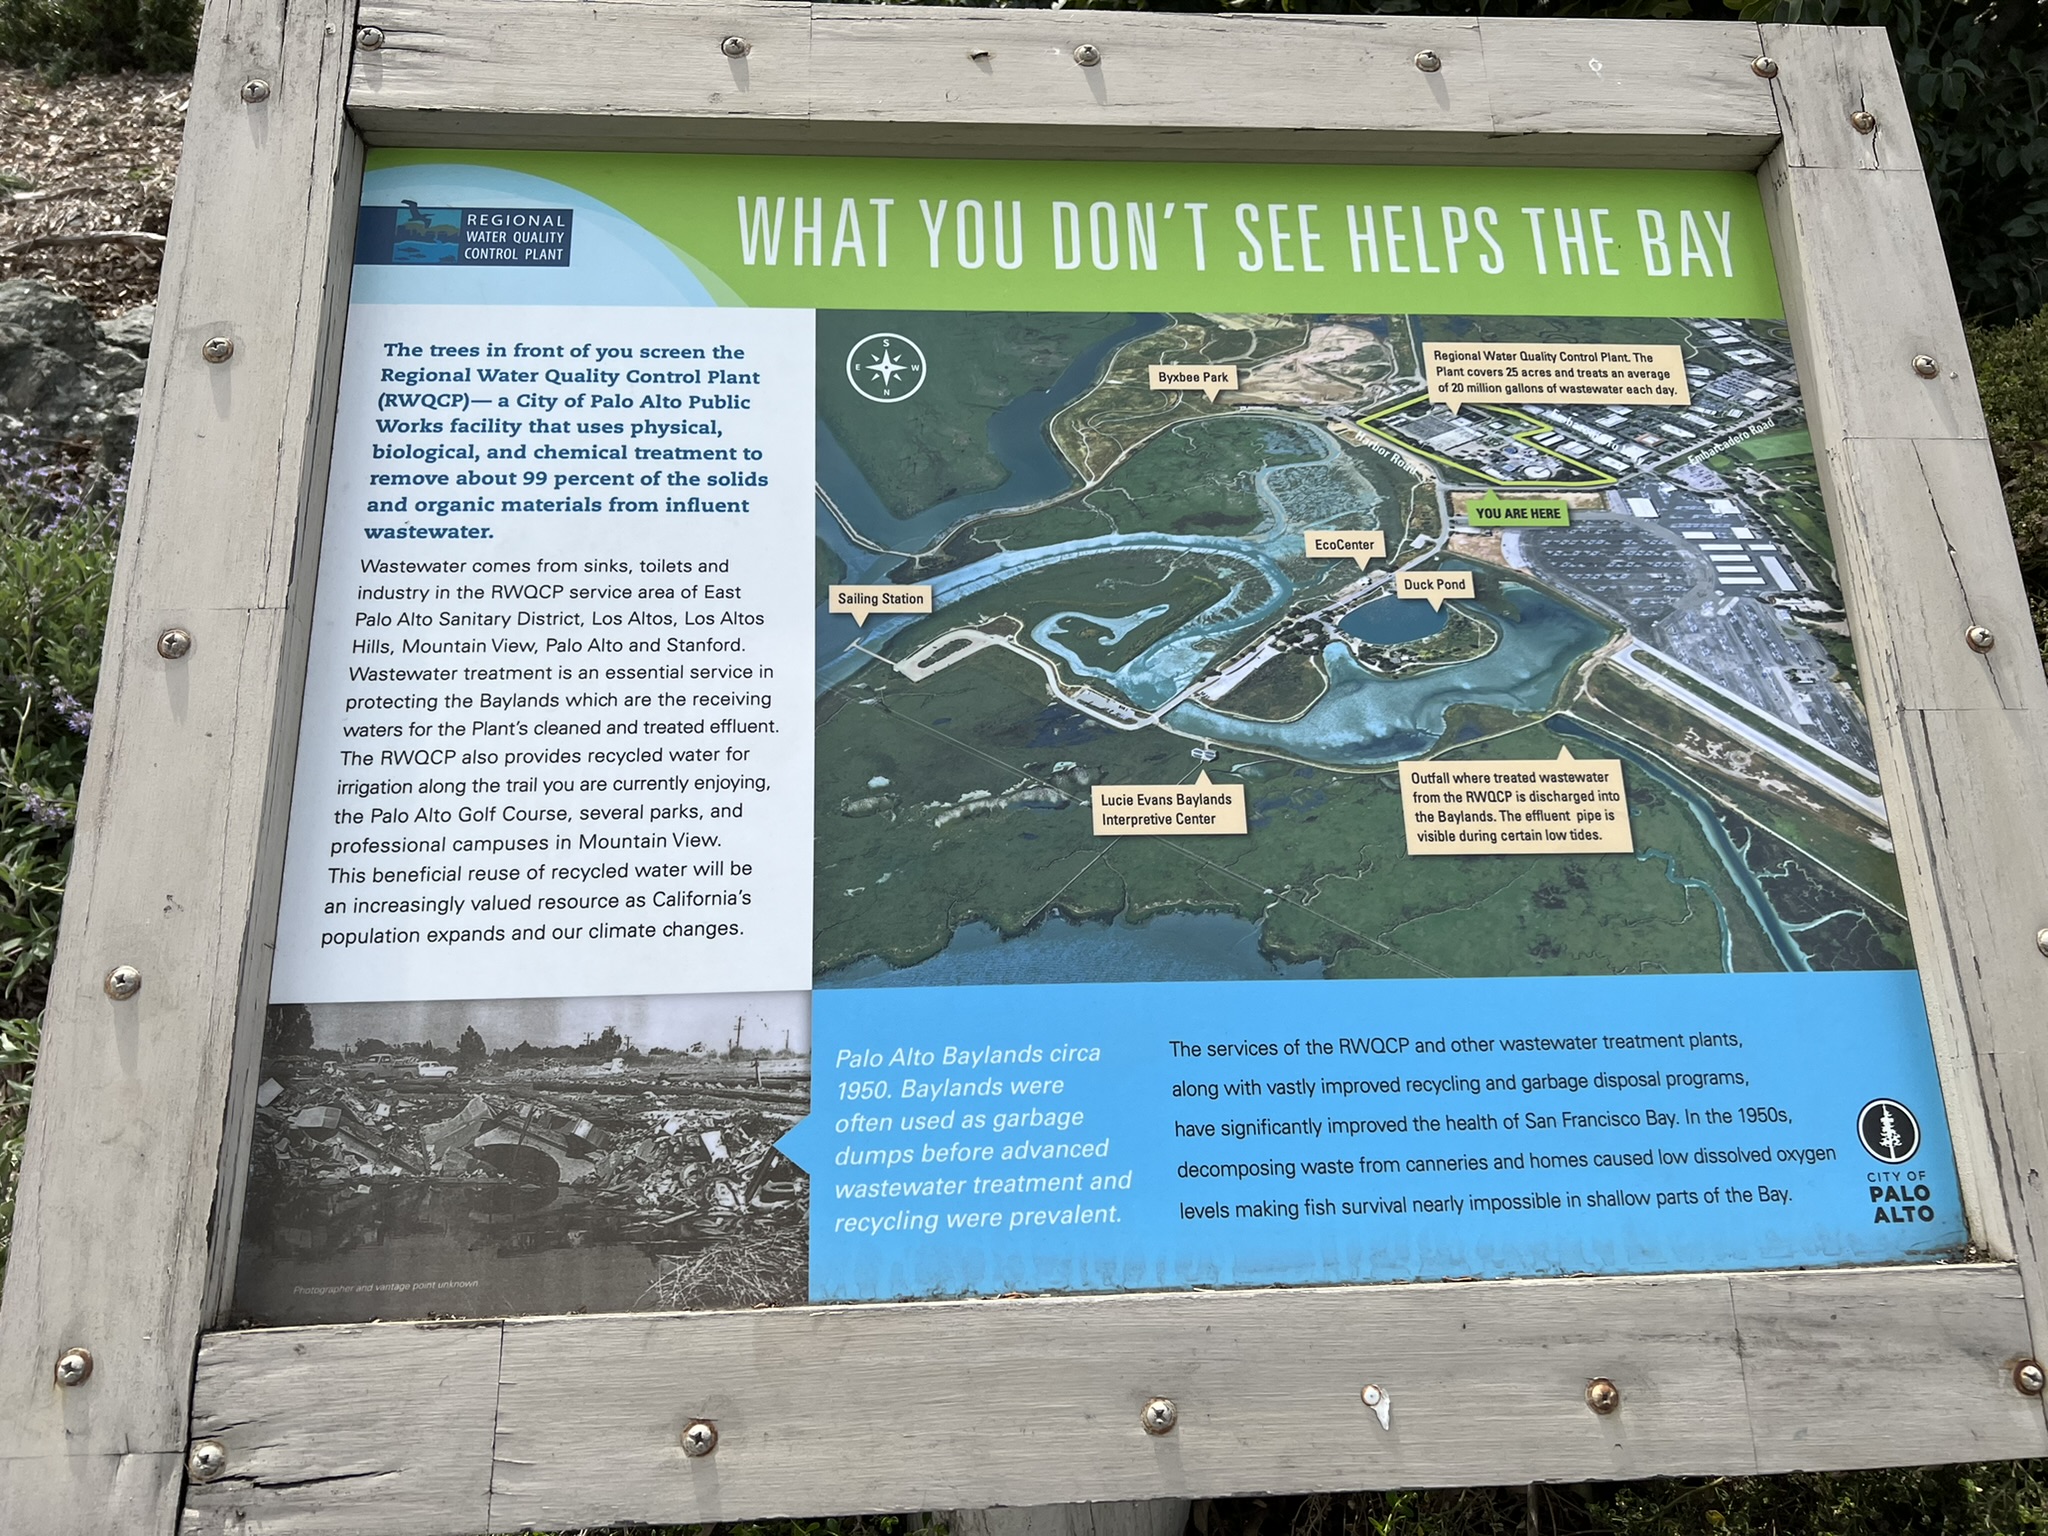 REGIONAL
WATER QUALITY
CONTROL PLANT
WHAT YOU DON'T SEE HELPS THE BAY
The trees in front of you screen the
Regional Water Quality Control Plant
(RWQCP)— a City of Palo Alto Public
Works facility that uses physical,
biological, and chemical treatment to
remove about 99 percent of the solids
and organic materials from influent
wastewater.
Wastewater comes from sinks, toilets and
industry in the RWQCP service area of East
Palo Alto Sanitary District, Los Altos, Los Altos
Hills, Mountain View, Palo Alto and Stanford.
Wastewater treatment is an essential service in
protecting the Baylands which are the receiving
waters for the Plant's cleaned and treated effluent.
The RWQCP also provides recycled water for
irrigation along the trail you are currently enjoying,
the Palo Alto Golf Course, several parks, and
professional campuses in Mountain View.
This beneficial reuse of recycled water will be
an increasingly valued resource as California's
population expands and our climate changes.
S
E W
N
Byxbee Park
Regional Water Quality Control Plant. The
Plant covers 25 acres and treats an average
of 20 million gallons of wastewater each day.
Harbor Road
Embarcadero Road
YOU ARE HERE
EcoCenter
Duck Pond
Sailing Station
Lucie Evans Baylands
Interpretive Center
Outfall where treated wastewater
from the RWQCP is discharged into
the Baylands. The effluent pipe is
visible during certain low tides.
Photographer and vantage point unknown
Palo Alto Baylands circa
1950. Baylands were
often used as garbage
dumps before advanced
wastewater treatment and
recycling were prevalent.
The services of the RWQCP and other wastewater treatment plants,
along with vastly improved recycling and garbage disposal programs,
have significantly improved the health of San Francisco Bay. In the 1950s,
decomposing waste from canneries and homes caused low dissolved oxygen
levels making fish survival nearly impossible in shallow parts of the Bay.
CITY OF
PALO
ALTO